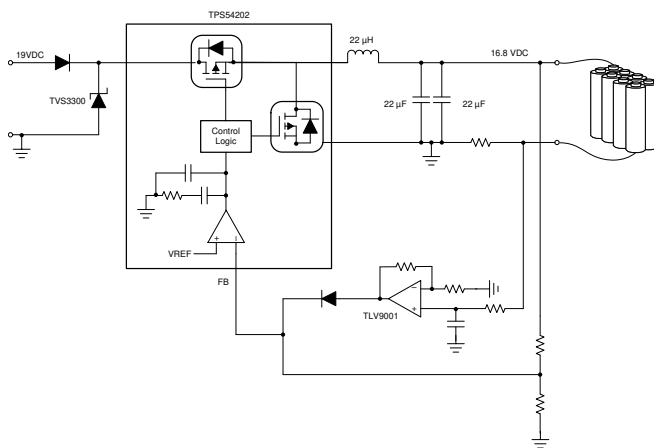 TPS54202
22 µH
19VDC
16.8 VDC
TVS3300
22 µF
22 µF
Control
Logic
+
−
VREF
FB
−
+
TLV9001